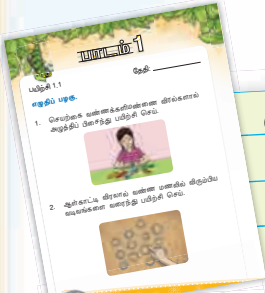 பாடம் 1
தேதி:
பயிற்சி 1.1
எழுதிப் பழகு.
1. செயற்கை வண்ணக்களிமண்ணை விரல்களால்
அழுத்திப் பிசைந்து பயிற்சி செய்.
2. ஆள்காட்டி விரலால் வண்ண மணலில் விரும்பிய
வடிவங்களை வரைந்து பயிற்சி செய்.